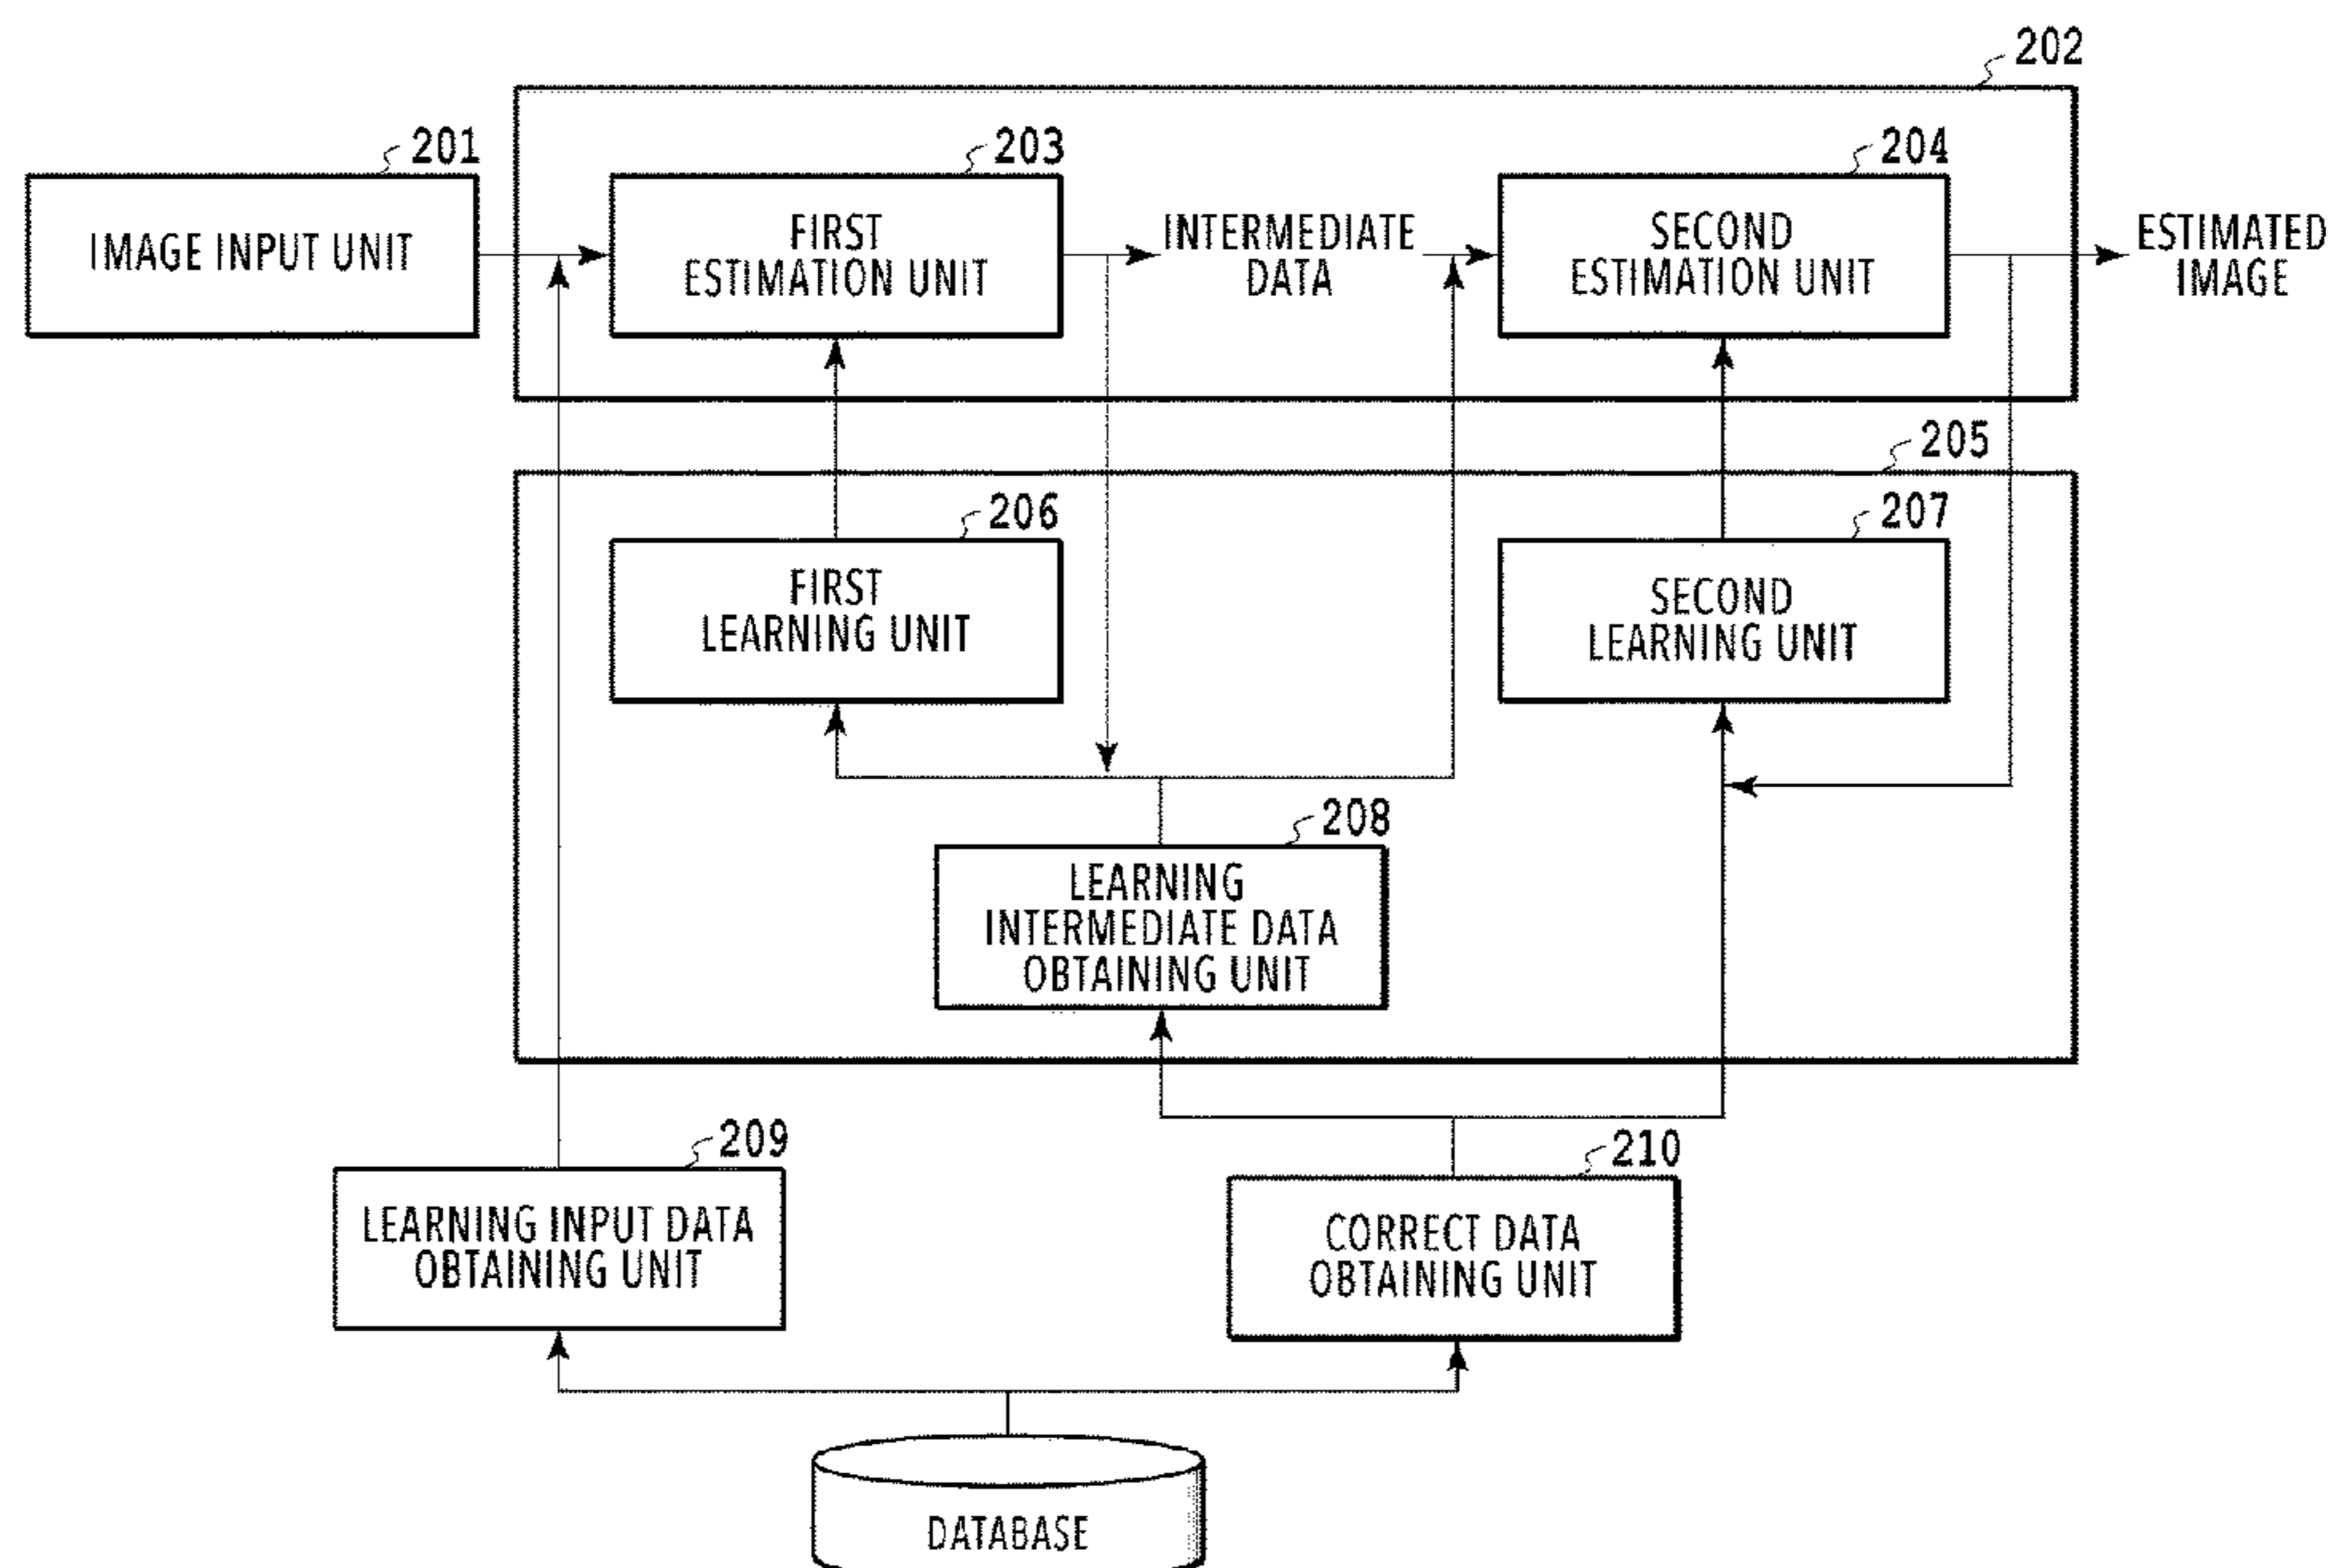 202
201
203
204
IMAGE INPUT UNIT
FIRST
ESTIMATION UNIT
INTERMEDIATE
DATA
SECOND
ESTIMATION UNIT
ESTIMATED
IMAGE
205
206
207
FIRST
LEARNING UNIT
SECOND
LEARNING UNIT
208
LEARNING
INTERMEDIATE DATA
OBTAINING UNIT
209
210
LEARNING INPUT DATA
OBTAINING UNIT
CORRECT DATA
OBTAINING UNIT
DATABASE